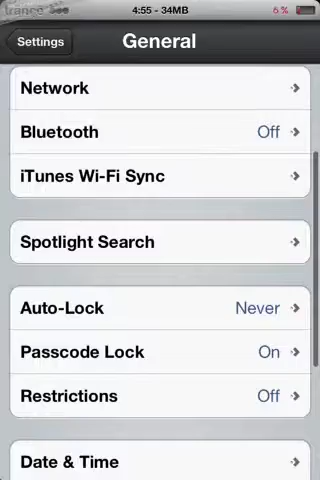 4:55 - 34MB
6 %
Settings
General
Network
Bluetooth
Off
iTunes Wi-Fi Sync
Spotlight Search
Auto-Lock
Never
Passcode Lock
On
Restrictions
Off
Date & Time